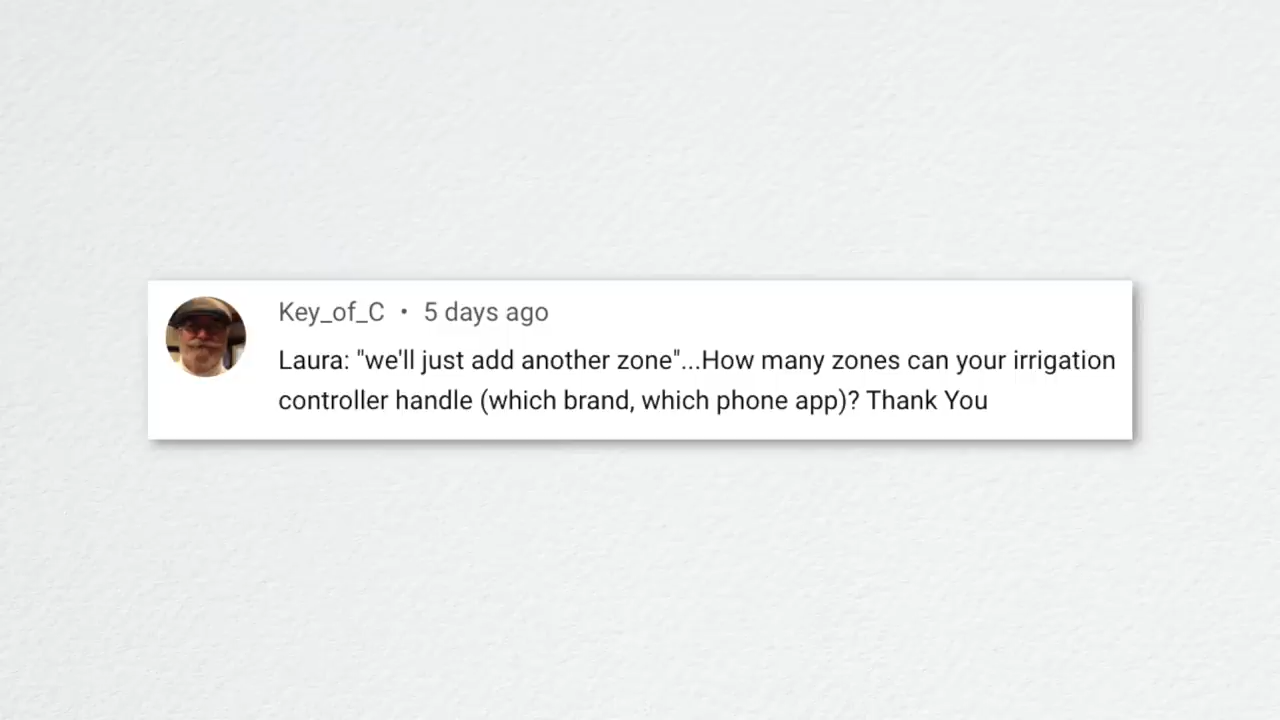 Key_of_C • 5 days ago
Laura: "we'll just add another zone"...How many zones can your irrigation
controller handle (which brand, which phone app)? Thank You